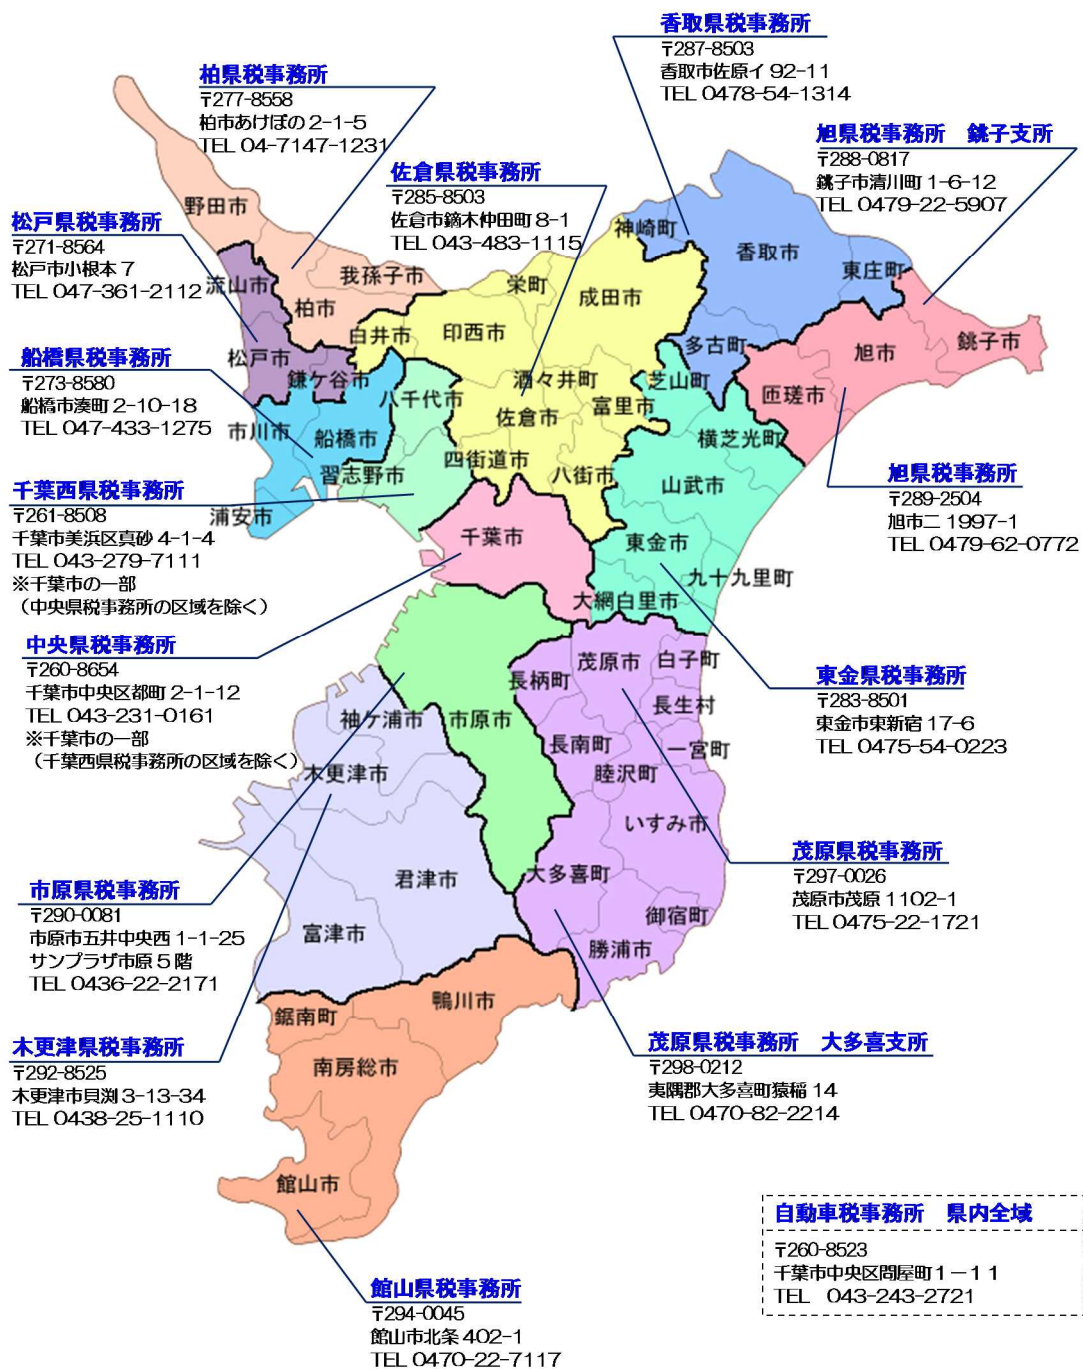 香取県税事務所
〒287-8503
香取市佐原イ 92-11
TEL 0478-54-1314
柏県税事務所
〒277-8558
柏市あけぼの 2-1-5
TEL 04-7147-1231
旭県税事務所　銚子支所
〒288-0817
銚子市清川町 1-6-12
TEL 0479-22-5907
佐倉県税事務所
〒285-8503
佐倉市鏑木仲田町 8-1
TEL 043-483-1115
松戸県税事務所
〒271-8564
松戸市小根本 7
TEL 047-361-2112
船橋県税事務所
〒273-8580
船橋市湊町 2-10-18
TEL 047-433-1275
千葉西県税事務所
〒261-8508
千葉市美浜区真砂 4-1-4
TEL 043-279-7111
※千葉市の一部
（中央県税事務所の区域を除く）
中央県税事務所
〒260-8654
千葉市中央区都町 2-1-12
TEL 043-231-0161
※千葉市の一部
（千葉西県税事務所の区域を除く）
市原県税事務所
〒290-0081
市原市五井中央西 1-1-25
サンプラザ市原 5 階
TEL 0436-22-2171
木更津県税事務所
〒292-8525
木更津市貝渕 3-13-34
TEL 0438-25-1110
野田市
流山市
我孫子市
柏市
松戸市
鎌ケ谷市
白井市
印西市
栄町
成田市
神崎町
香取市
東庄町
多古町
旭市
銚子市
匝瑳市
芝山町
酒々井町
富里市
佐倉市
八千代市
船橋市
市川市
習志野市
浦安市
四街道市
八街市
横芝光町
山武市
千葉市
東金市
九十九里町
大網白里市
茂原市
白子町
長柄町
長生村
市原市
長南町
一宮町
睦沢町
袖ケ浦市
木更津市
いすみ市
大多喜町
君津市
御宿町
富津市
勝浦市
鴨川市
鋸南町
南房総市
館山市
旭県税事務所
〒289-2504
旭市二 1997-1
TEL 0479-62-0772
東金県税事務所
〒283-8501
東金市東新宿 17-6
TEL 0475-54-0223
茂原県税事務所
〒297-0026
茂原市茂原 1102-1
TEL 0475-22-1721
茂原県税事務所　大多喜支所
〒298-0212
夷隅郡大多喜町猿稲 14
TEL 0470-82-2214
自動車税事務所　県内全域
〒260-8523
千葉市中央区問屋町１－１１
TEL 043-243-2721
館山県税事務所
〒294-0045
館山市北条 402-1
TEL 0470-22-7117